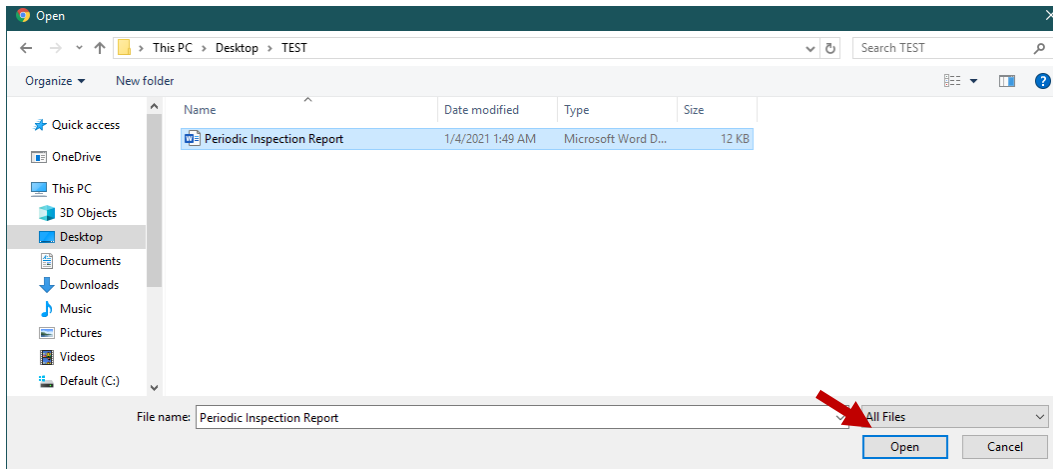 Open
This PC > Desktop > TEST
Search TEST
Organize
New folder
Name
Date modified
Type
Size
Quick access
Periodic Inspection Report
1/4/2021 1:49 AM
Microsoft Word D...
12 KB
OneDrive
This PC
3D Objects
Desktop
Documents
Downloads
Music
Pictures
Videos
Default (C:)
File name:
Periodic Inspection Report
All Files
Open
Cancel